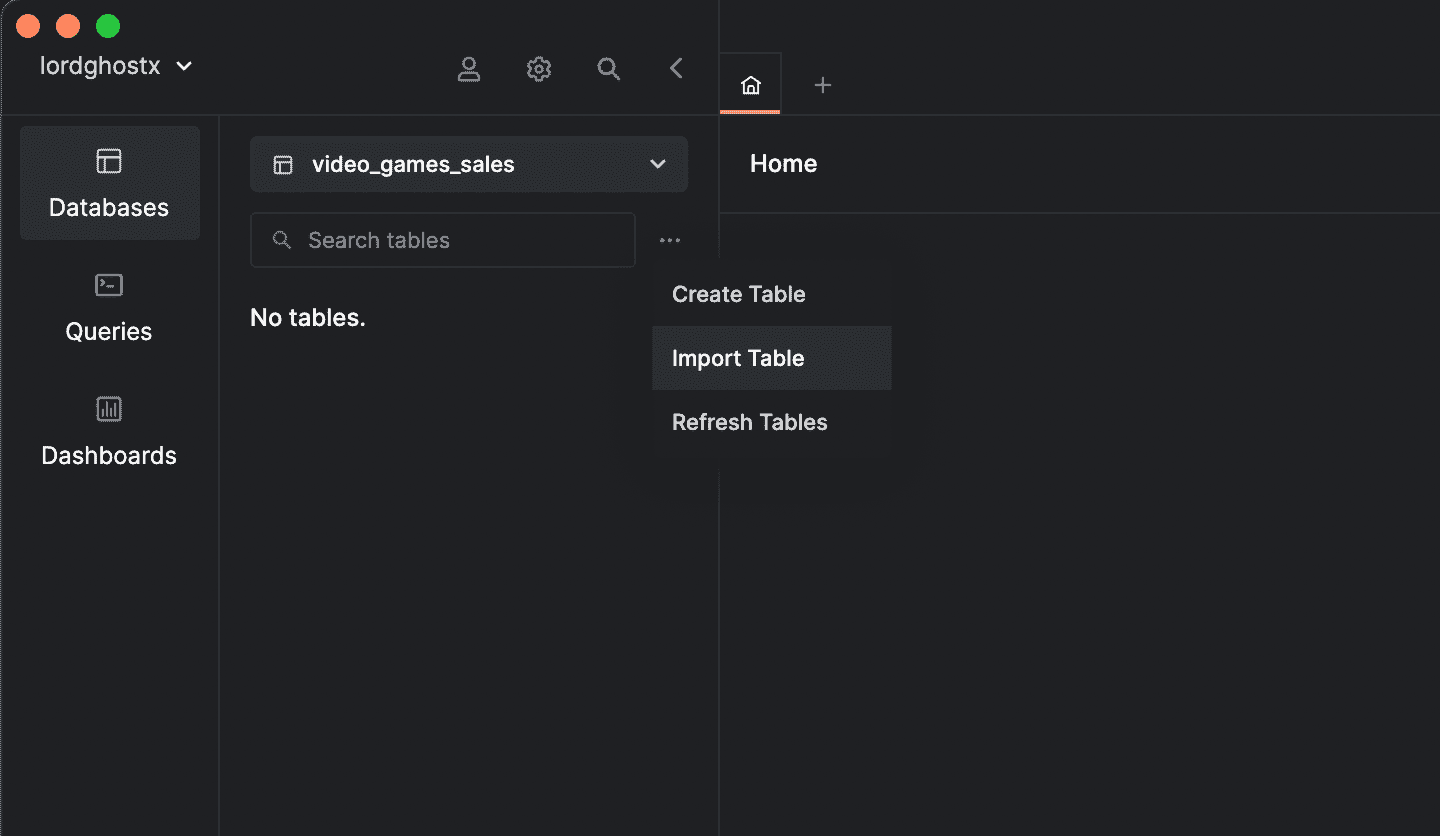 lordghostx
Databases
Queries
Dashboards
video_games_sales
Search tables
No tables.
Create Table
Import Table
Refresh Tables
Home